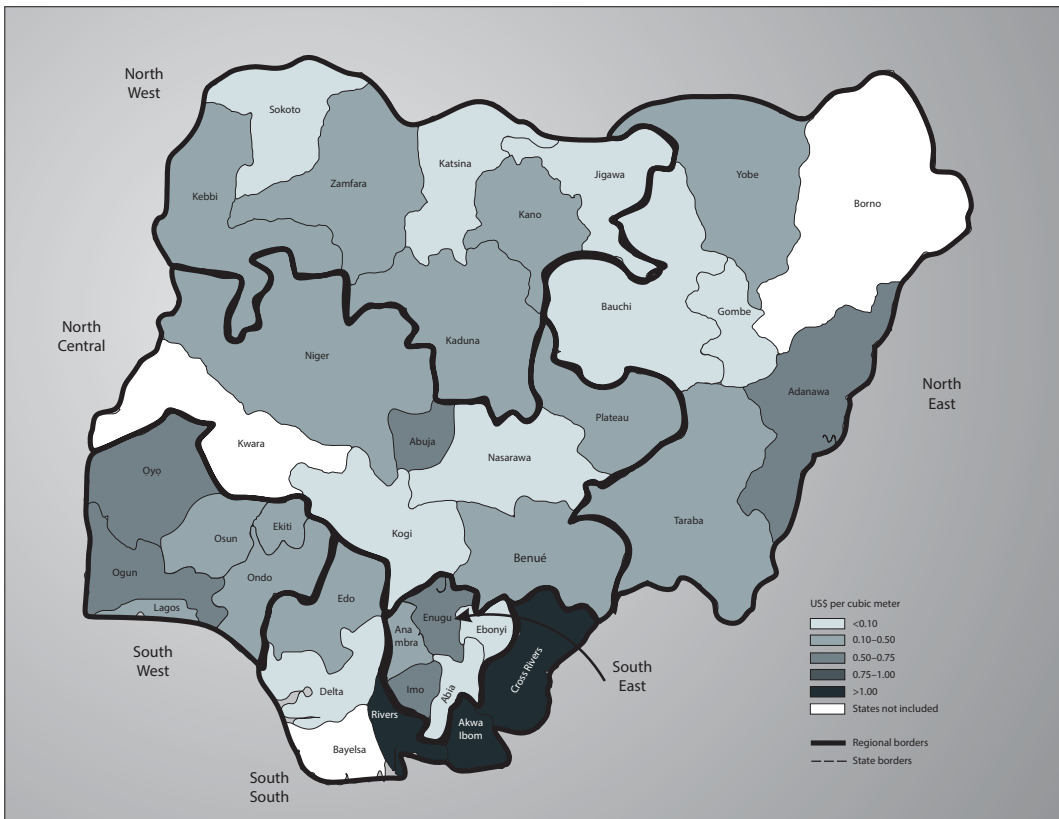 North
West
Sokoto
Katsina
Jigawa
Yobe
Zamfara
Kebbi
Kano
Borno
Bauchi
Gombe
North
Central
Kaduna
Niger
Adanawa
North
East
Plateau
Abuja
Kwara
Nasarawa
Oyo
Taraba
Ekiti
Osun
Kogi
Benué
Ogun
Ondo
Edo
Lagos
Enugu
Ana
mbra
Ebonyi
South
West
South
East
Cross Rivers
Imo
Abia
Delta
Rivers
Akwa
Ibom
Bayelsa
South
South
US$ per cubic meter
<0.10
0.10–0.50
0.50–0.75
0.75–1.00
>1.00
States not included
Regional borders
State borders